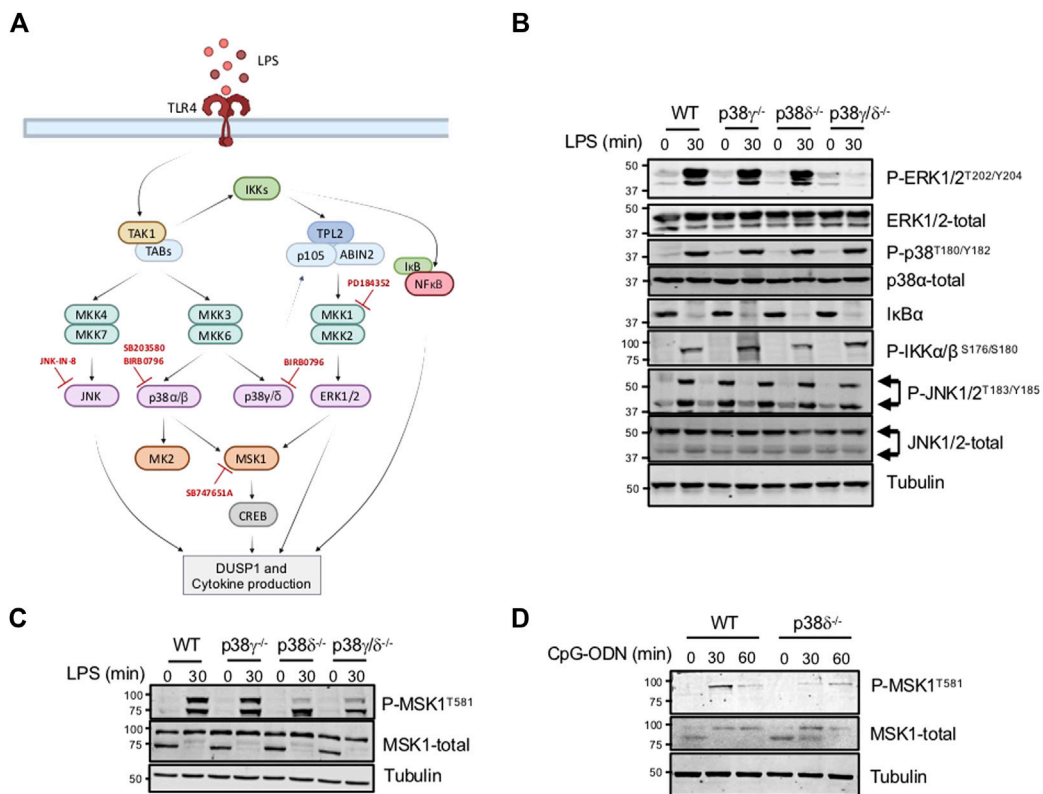 A
LPS
TLR4
IKKs
TAK1
TABs
TPL2
p105
ABIN2
IκB
NFκB
PD184352
MKK4
MKK7
MKK3
MKK6
MKK1
MKK2
JNK-IN-8
SB203580
BIRB0796
BIRB0796
JNK
p38α/β
p38γ/δ
ERK1/2
MK2
MSK1
SB747651A
CREB
DUSP1 and
Cytokine production
B
WT p38γ-/- p38δ-/- p38γ/δ-/-
LPS (min) 0 30 0 30 0 30 0 30
50
37
P-ERK1/2T202/Y204
50
37
ERK1/2-total
37
P-p38T180/Y182
37
p38α-total
37
IκBα
100
75
P-IKKα/β S176/S180
50
37
P-JNK1/2T183/Y185
50
37
JNK1/2-total
50
Tubulin
C
WT p38γ-/- p38δ-/- p38γ/δ-/-
LPS (min) 0 30 0 30 0 30 0 30
100
75
P-MSK1T581
100
75
MSK1-total
50
Tubulin
D
WT p38δ-/-
CpG-ODN (min) 0 30 60 0 30 60
100
75
P-MSK1T581
100
75
MSK1-total
50
Tubulin